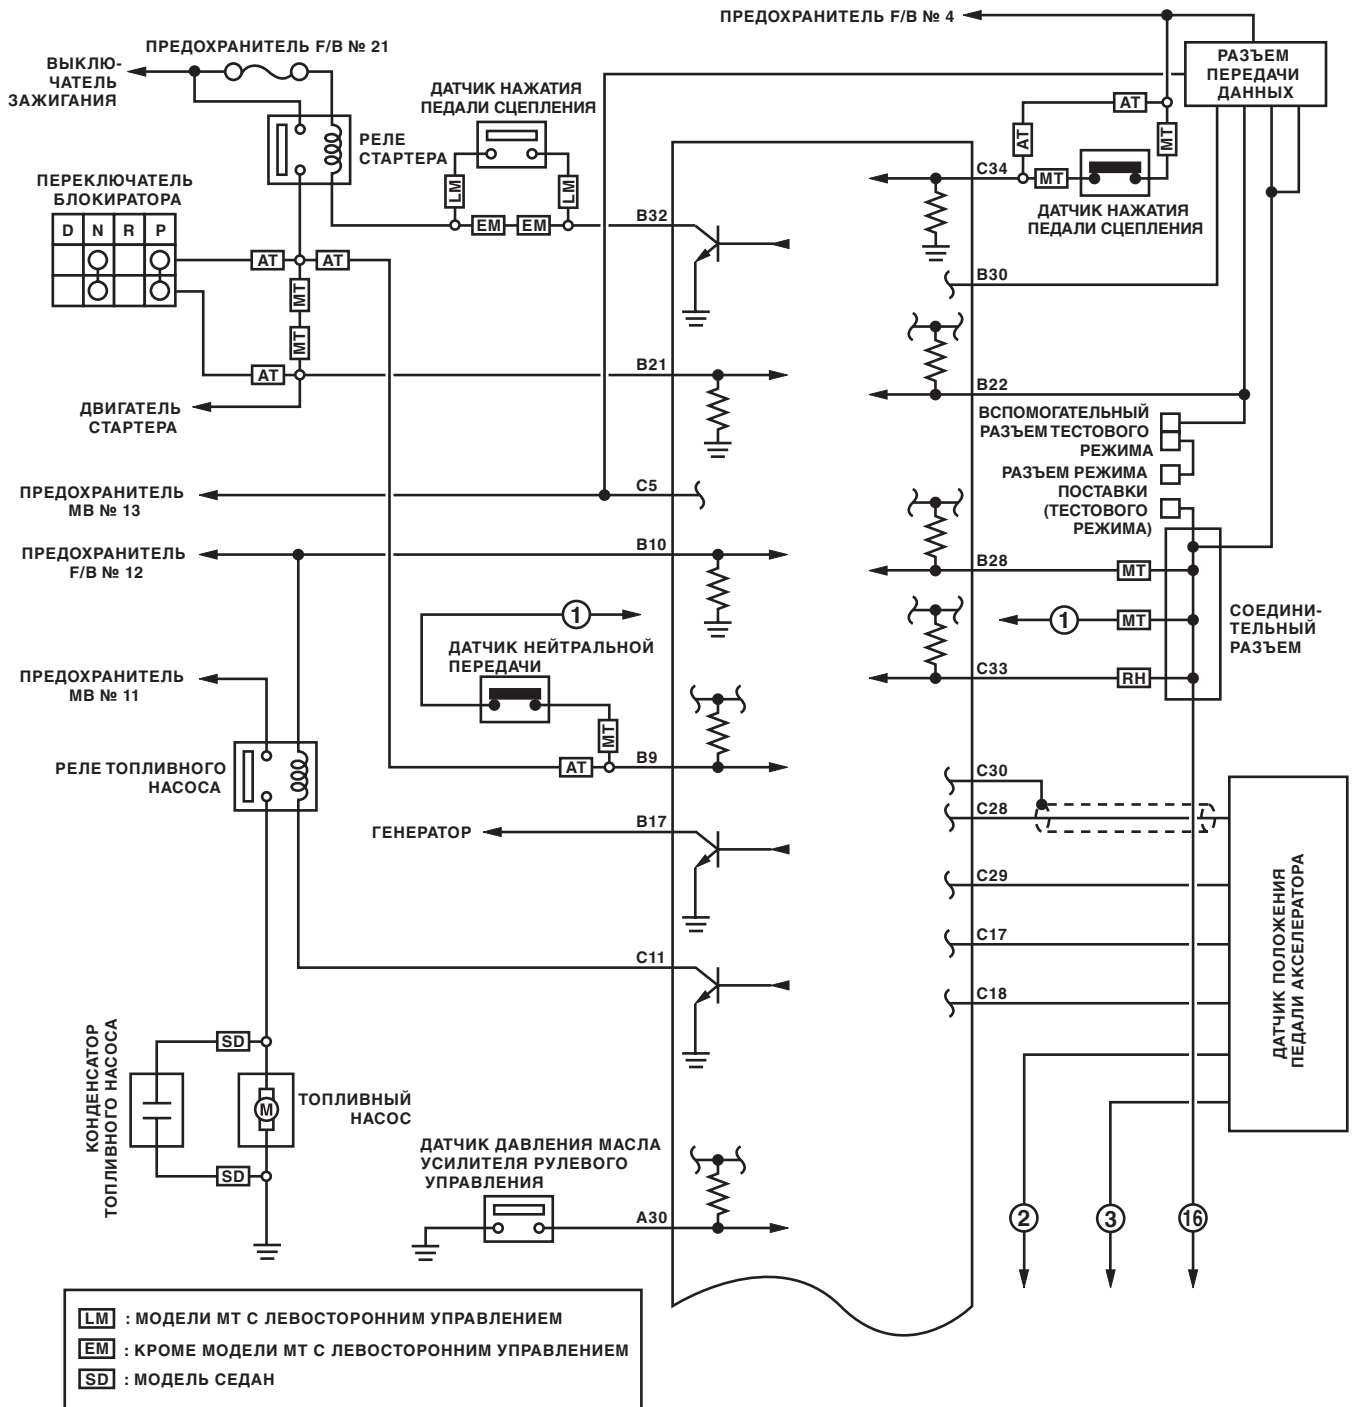 ПРЕДОХРАНИТЕЛЬ F/B № 4
ПРЕДОХРАНИТЕЛЬ F/B № 21
ВЫКЛЮ-
ЧАТЕЛЬ
ЗАЖИГАНИЯ
РЕЛЕ
СТАРТЕРА
ДАТЧИК НАЖАТИЯ
ПЕДАЛИ СЦЕПЛЕНИЯ
LM
LM
EM
EM
РАЗЪЕМ
ПЕРЕДАЧИ
ДАННЫХ
AT
AT
MT
MT
C34
ДАТЧИК НАЖАТИЯ
ПЕДАЛИ СЦЕПЛЕНИЯ
ПЕРЕКЛЮЧАТЕЛЬ
БЛОКИРАТОРА
D N R P
AT
AT
MT
MT
AT
B32
B30
B21
B22
ДВИГАТЕЛЬ
СТАРТЕРА
ВСПОМОГАТЕЛЬНЫЙ
РАЗЪЕМ ТЕСТОВОГО
РЕЖИМА
РАЗЪЕМ РЕЖИМА
ПОСТАВКИ
(ТЕСТОВОГО
РЕЖИМА)
ПРЕДОХРАНИТЕЛЬ
MB № 13
C5
ПРЕДОХРАНИТЕЛЬ
F/B № 12
B10
B28
MT
1
1
MT
СОЕДИНИ-
ТЕЛЬНЫЙ
РАЗЪЕМ
ДАТЧИК НЕЙТРАЛЬНОЙ
ПЕРЕДАЧИ
C33
RH
ПРЕДОХРАНИТЕЛЬ
MB № 11
MT
AT
B9
РЕЛЕ ТОПЛИВНОГО
НАСОСА
C30
C28
ГЕНЕРАТОР
B17
C29
C17
C11
C18
ДАТЧИК ПОЛОЖЕНИЯ
ПЕДАЛИ АКСЕЛЕРАТОРА
КОНДЕНСАТОР
ТОПЛИВНОГО НАСОСА
SD
M
ТОПЛИВНЫЙ
НАСОС
SD
ДАТЧИК ДАВЛЕНИЯ МАСЛА
УСИЛИТЕЛЯ РУЛЕВОГО
УПРАВЛЕНИЯ
A30
2
3
16
LM : МОДЕЛИ МТ С ЛЕВОСТОРОННИМ УПРАВЛЕНИЕМ
EM : КРОМЕ МОДЕЛИ МТ С ЛЕВОСТОРОННИМ УПРАВЛЕНИЕМ
SD : МОДЕЛЬ СЕДАН